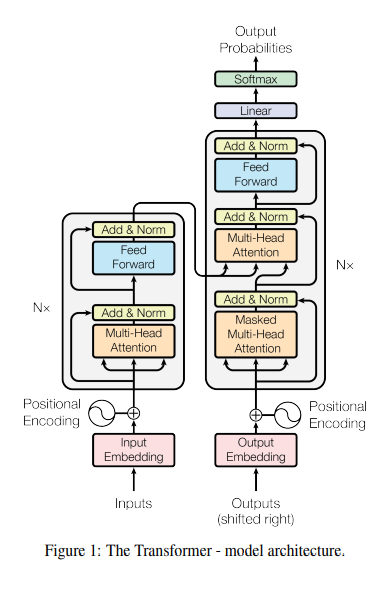 Output
Probabilities
Softmax
Linear
Add & Norm
Feed
Forward
Add & Norm
Multi-Head
Attention
Add & Norm
Masked
Multi-Head
Attention
Nx
Add & Norm
Feed
Forward
Add & Norm
Multi-Head
Attention
Nx
Positional
Encoding
Positional
Encoding
Input
Embedding
Output
Embedding
Inputs
Outputs
(shifted right)
Figure 1: The Transformer - model architecture.